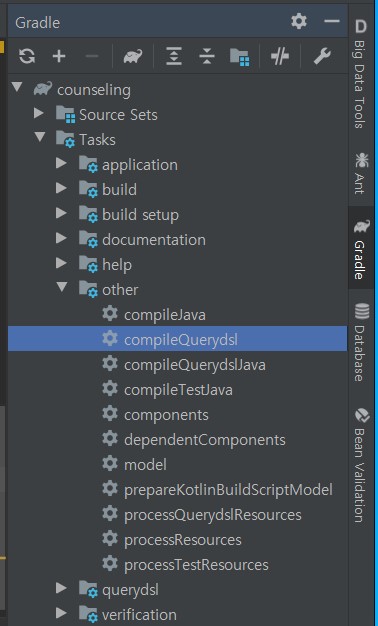 Gradle
counseling
Source Sets
Tasks
application
build
build setup
documentation
help
other
compileJava
compileQuerydsl
compileQuerydslJava
compileTestJava
components
dependentComponents
model
prepareKotlinBuildScriptModel
processQuerydslResources
processResources
processTestResources
querydsl
verification
D
Big Data Tools
Ant
Gradle
Database
Bean Validation